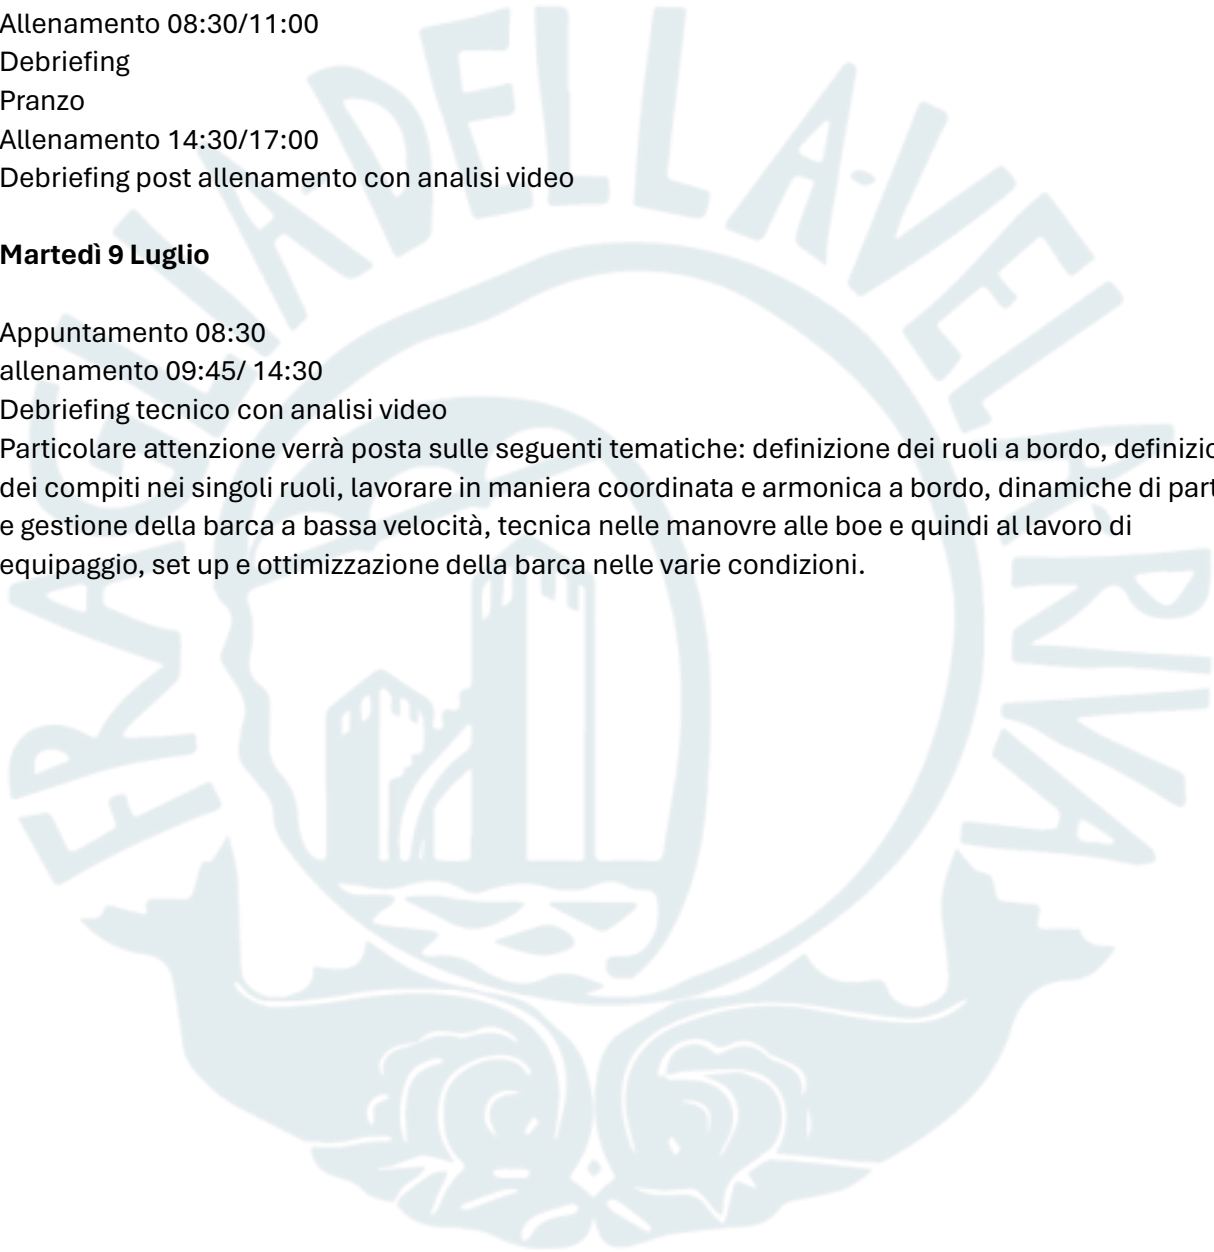 Allenamento 08:30/11:00
Debriefing
Pranzo
Allenamento 14:30/17:00
Debriefing post allenamento con analisi video
Martedì 9 Luglio
Appuntamento 08:30
allenamento 09:45/ 14:30
Debriefing tecnico con analisi video
Particolare attenzione verrà posta sulle seguenti tematiche: definizione dei ruoli a bordo,
dei compiti nei singoli ruoli, lavorare in maniera coordinata e armonica a bordo, dinamiche di
e gestione della barca a bassa velocità, tecnica nelle manovre alle boe e quindi al lavoro di
equipaggio, set up e ottimizzazione della barca nelle varie condizioni.
FRAGLIA·DELLA·VELA·RIVA